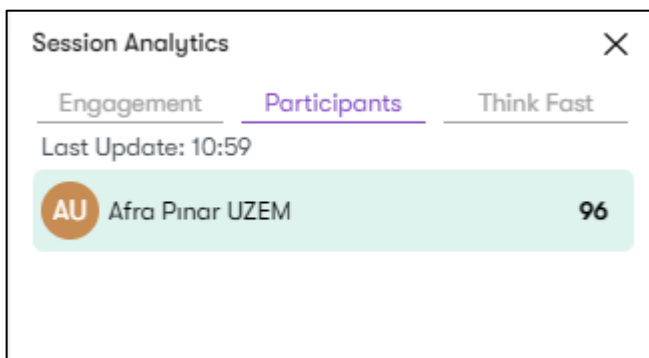 Session Analytics
Engagement Participants Think Fast
Last Update: 10:59
AU Afra Pınar UZEM 96